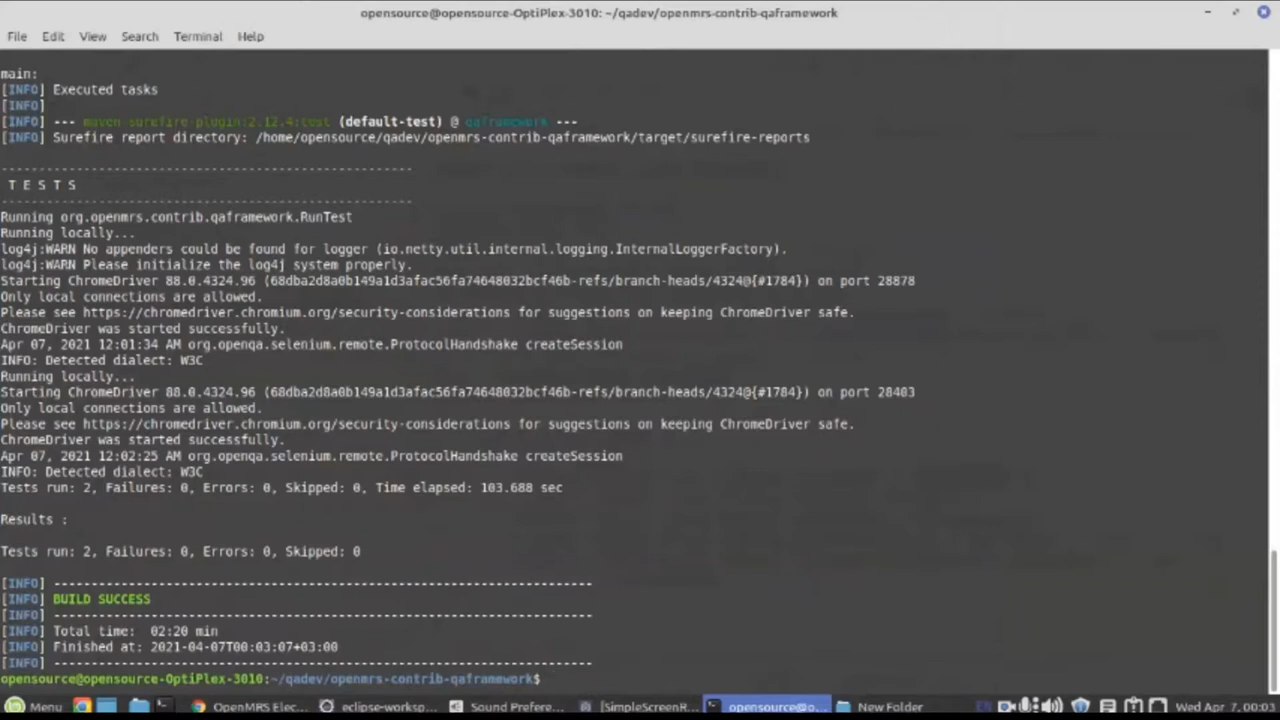 opensource@opensource-OptiPlex-3010: ~/qadev/openmrs-contrib-qaframework
File Edit View Search Terminal Help
main:
[INFO] Executed tasks
[INFO]
[INFO] --- maven-surefire-plugin:2.12.4:test (default-test) @ qaframework ---
[INFO] Surefire report directory: /home/opensource/qadev/openmrs-contrib-qaframework/target/surefire-reports
-------------------------------------------------------
T E S T S
-------------------------------------------------------
Running org.openmrs.contrib.qaframework.RunTest
Running locally...
log4j:WARN No appenders could be found for logger (io.netty.util.internal.logging.InternalLoggerFactory).
log4j:WARN Please initialize the log4j system properly.
Starting ChromeDriver 88.0.4324.96 (68dba2d8a0b149a1d3afac56fa74648032bcf46b-refs/branch-heads/4324@{#1784}) on port 28878
Only local connections are allowed.
Please see https://chromedriver.chromium.org/security-considerations for suggestions on keeping ChromeDriver safe.
ChromeDriver was started successfully.
Apr 07, 2021 12:01:34 AM org.openqa.selenium.remote.ProtocolHandshake createSession
INFO: Detected dialect: W3C
Running locally...
Starting ChromeDriver 88.0.4324.96 (68dba2d8a0b149a1d3afac56fa74648032bcf46b-refs/branch-heads/4324@{#1784}) on port 28403
Only local connections are allowed.
Please see https://chromedriver.chromium.org/security-considerations for suggestions on keeping ChromeDriver safe.
ChromeDriver was started successfully.
Apr 07, 2021 12:02:25 AM org.openqa.selenium.remote.ProtocolHandshake createSession
INFO: Detected dialect: W3C
Tests run: 2, Failures: 0, Errors: 0, Skipped: 0, Time elapsed: 103.688 sec
Results :
Tests run: 2, Failures: 0, Errors: 0, Skipped: 0
[INFO] ------------------------------------------------------------------------
[INFO] BUILD SUCCESS
[INFO] ------------------------------------------------------------------------
[INFO] Total time: 02:20 min
[INFO] Finished at: 2021-04-07T00:03:07+03:00
[INFO] ------------------------------------------------------------------------
opensource@opensource-OptiPlex-3010:~/qadev/openmrs-contrib-qaframework$
Menu OpenMRS Elec... eclipse-worksp... Sound Prefere... [SimpleScreenR... opensource@o... New Folder EN Wed Apr 7, 00:03